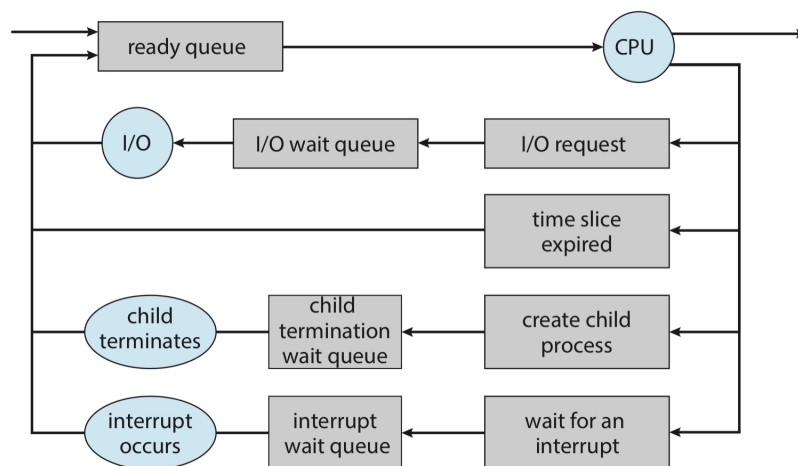 ready queue
CPU
I/O
I/O wait queue
I/O request
time slice
expired
child
terminates
child
termination
wait queue
create child
process
interrupt
occurs
interrupt
wait queue
wait for an
interrupt